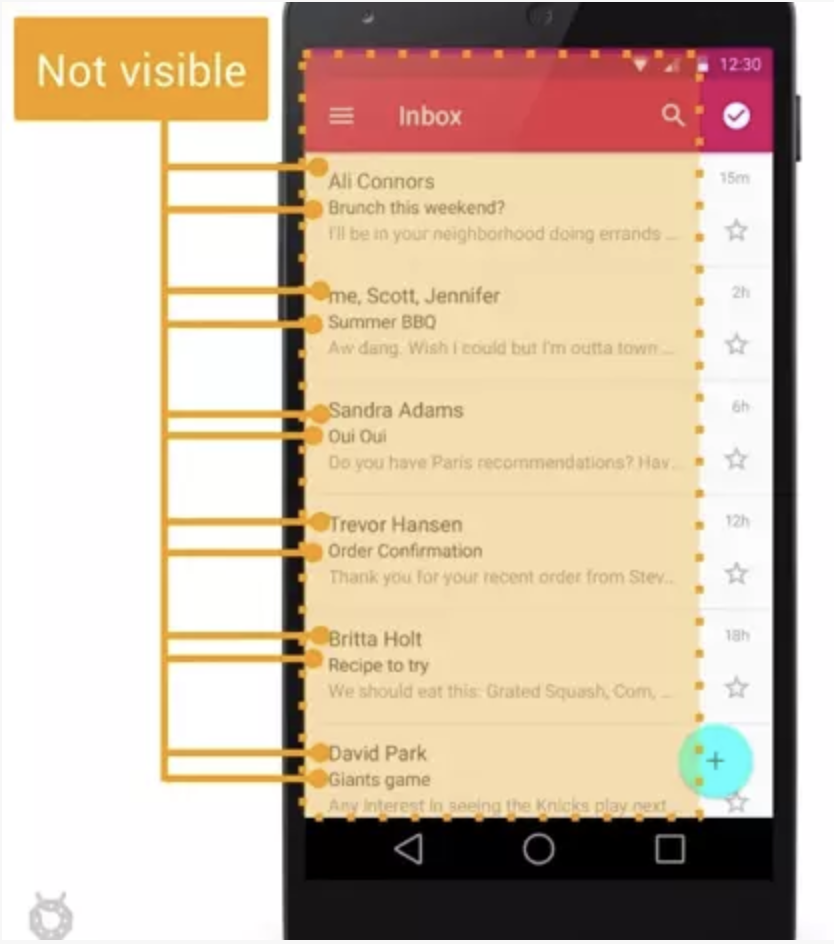 Not visible
12:30
Inbox
Ali Connors 15m
Brunch this weekend?
I'll be in your neighborhood doing errands ...
me, Scott, Jennifer 2h
Summer BBQ
Aw dang. Wish I could but I'm outta town ...
Sandra Adams 6h
Oui Oui
Do you have Paris recommendations? Hav...
Trevor Hansen 12h
Order Confirmation
Thank you for your recent order from Stev...
Britta Holt 18h
Recipe to try
We should eat this: Grated Squash, Corn, ...
David Park
Giants game
Any interest in seeing the Knicks play next ...